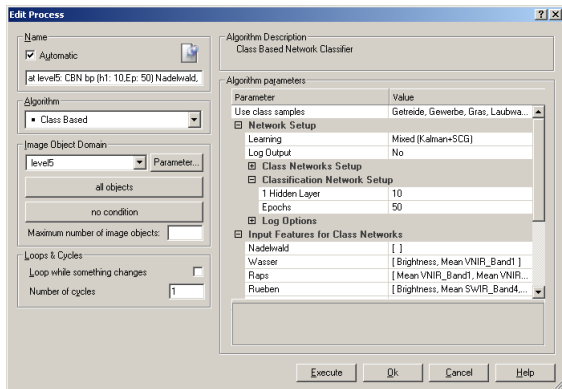 Edit Process
Name
Automatic
at level5: CBN bp (h1: 10,Ep: 50) Nadelwald,
Algorithm
Class Based
Image Object Domain
level5
Parameter...
all objects
no condition
Maximum number of image objects:
Loops & Cycles
Loop while something changes
Number of cycles 1
Algorithm Description
Class Based Network Classifier
Algorithm parameters
Parameter Value
Use class samples Getreide, Gewerbe, Gras, Laubwa...
Network Setup
Learning Mixed (Kalman+SCG)
Log Output No
Class Networks Setup
Classification Network Setup
1 Hidden Layer 10
Epochs 50
Log Options
Input Features for Class Networks
Nadelwald [ ]
Wasser [ Brightness, Mean VNIR_Band1 ]
Raps [ Mean VNIR_Band1, Mean VNIR...
Rueben [ Brightness, Mean SWIR_Band4,...
Execute Ok Cancel Help